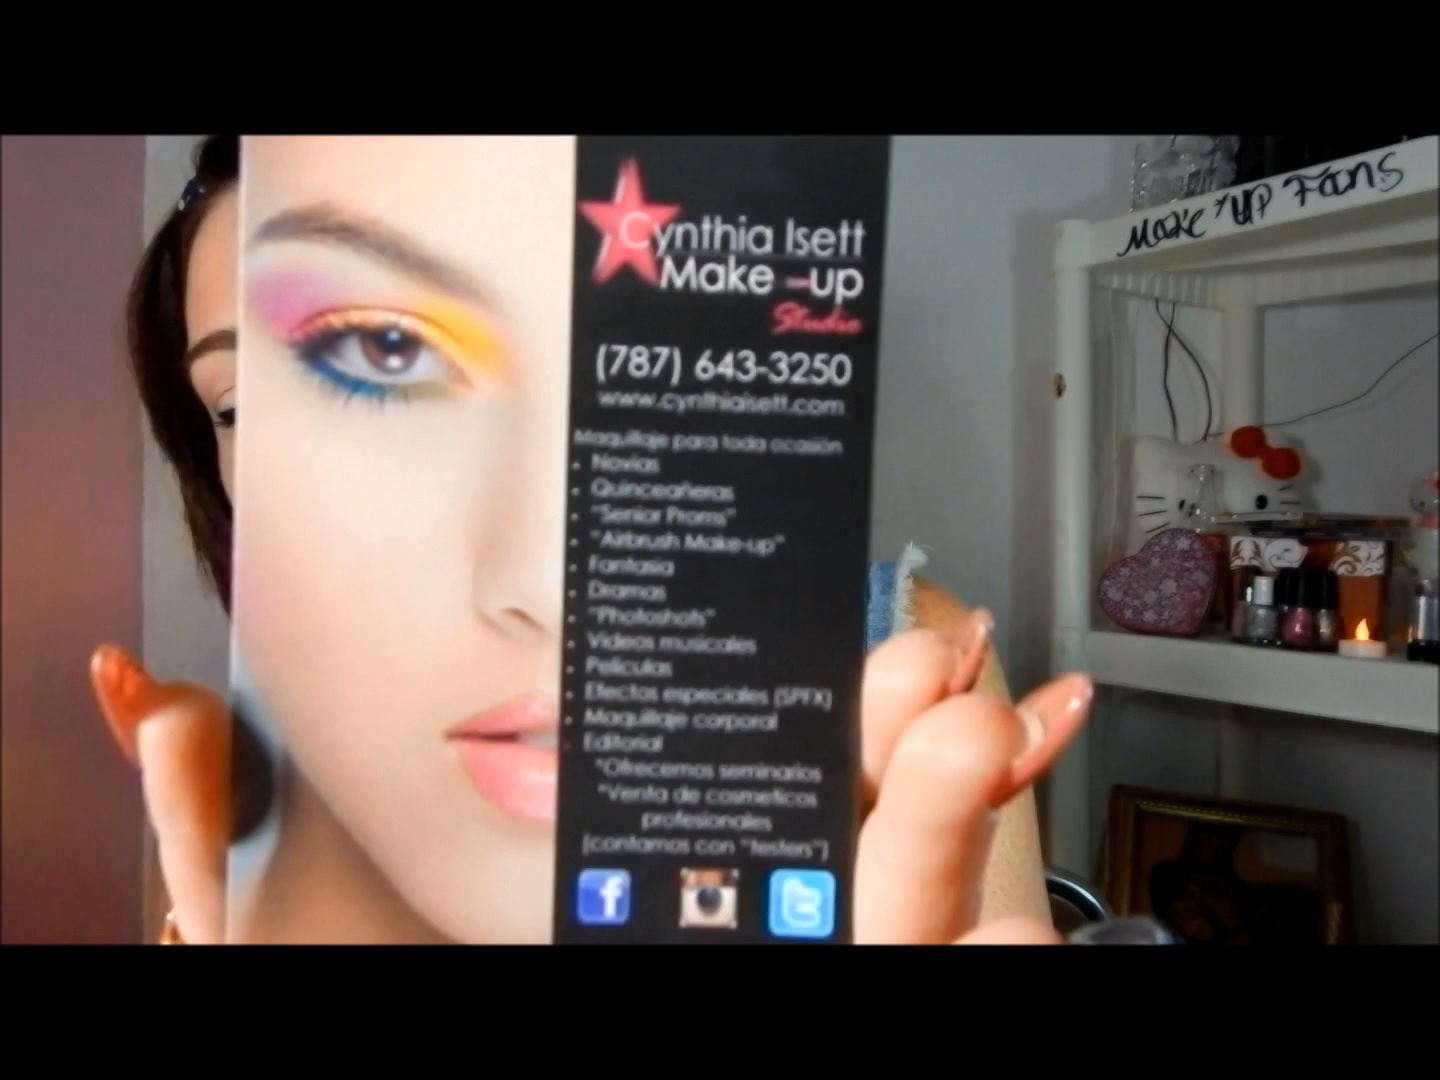 Cynthia Isett
Make-up
Studio
(787) 643-3250
www.cynthiaisett.com
Maquillaje para toda ocasión
• Novias
• Quinceañeras
• "Senior Proms"
• "Airbrush Make-up"
• Fantasia
• Dramas
• "Photoshots"
• Videos musicales
• Peliculas
• Efectos especiales (SPFX)
• Maquillaje corporal
• Editorial
*Ofrecemos seminarios
*Venta de cosmeticos
profesionales
(contamos con "testers")
f
t
Make *UP Fans